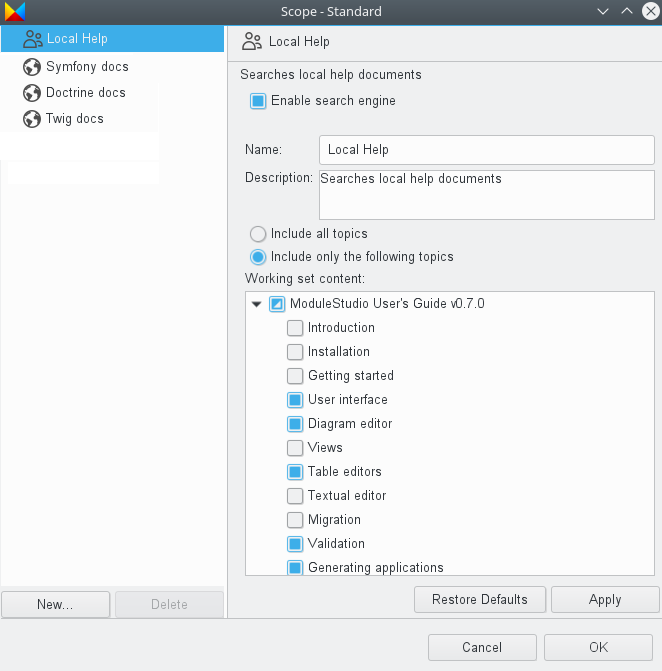 Scope - Standard
Local Help
Symfony docs
Doctrine docs
Twig docs
New...
Delete
Local Help
Searches local help documents
Enable search engine
Name:
Local Help
Description:
Searches local help documents
Include all topics
Include only the following topics
Working set content:
ModuleStudio User's Guide v0.7.0
Introduction
Installation
Getting started
User interface
Diagram editor
Views
Table editors
Textual editor
Migration
Validation
Generating applications
Restore Defaults
Apply
Cancel
OK